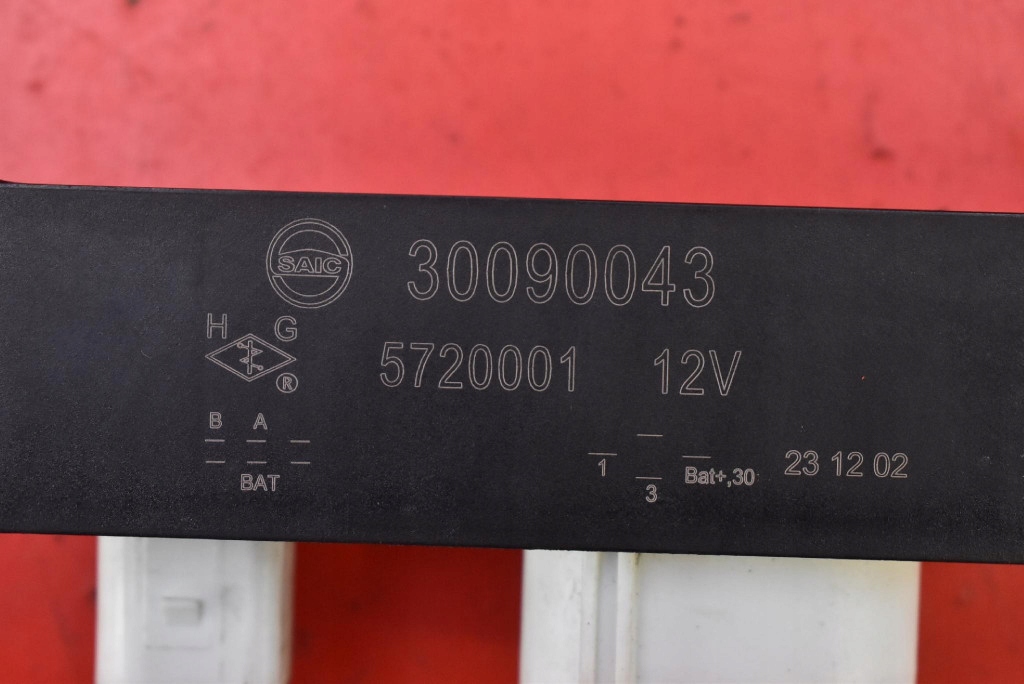 SAIC 30090043
H G
® 5720001 12V
B A
BAT
1 3 Bat+,30 23 12 02